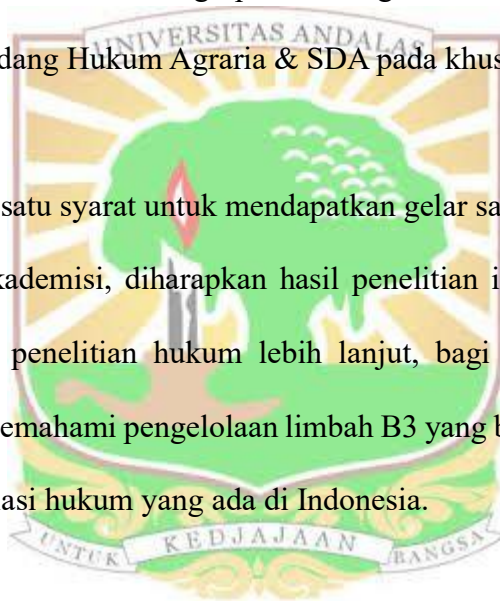 UNIVERSITAS ANDALAS
dang Hukum Agraria & SDA pada khus
satu syarat untuk mendapatkan gelar sa
kademisi, diharapkan hasil penelitian i
penelitian hukum lebih lanjut, bagi
emahami pengelolaan limbah B3 yang b
asi hukum yang ada di Indonesia.
UNTUK KEDJAJAAN BANGSA